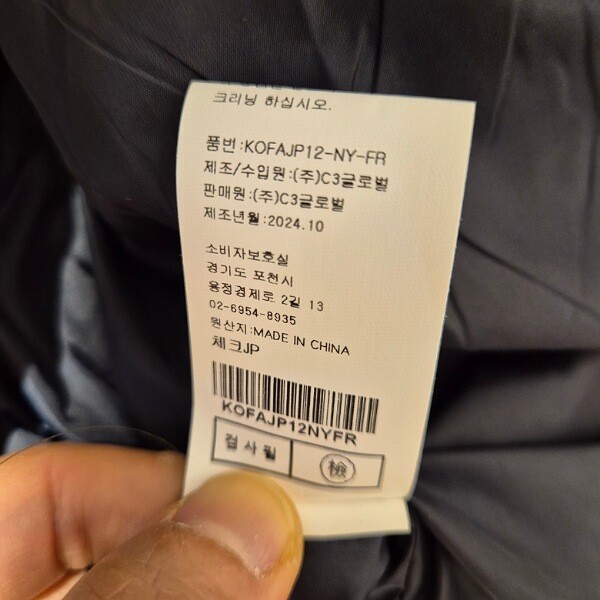 크리닝 하십시오.
품번:KOFAJP12-NY-FR
제조/수입원:(주)C3글로벌
판매원:(주)C3글로벌
제조년월:2024.10
소비자보호실
경기도 포천시
용정경제로 2길 13
02-6954-8935
원산지:MADE IN CHINA
체크JP
KOFAJP12NYFR
검사필 檢